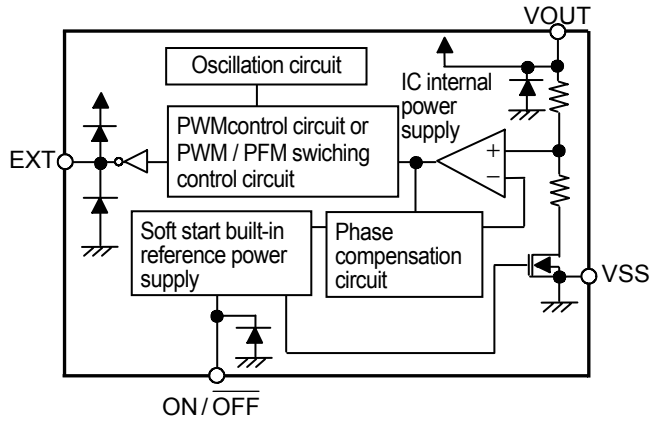 VOUT
Oscillation circuit
IC internal
power
supply
PWMcontrol circuit or
PWM / PFM swiching
control circuit
EXT
+
−
Soft start built-in
reference power
supply
Phase
compensation
circuit
VSS
ON / OFF